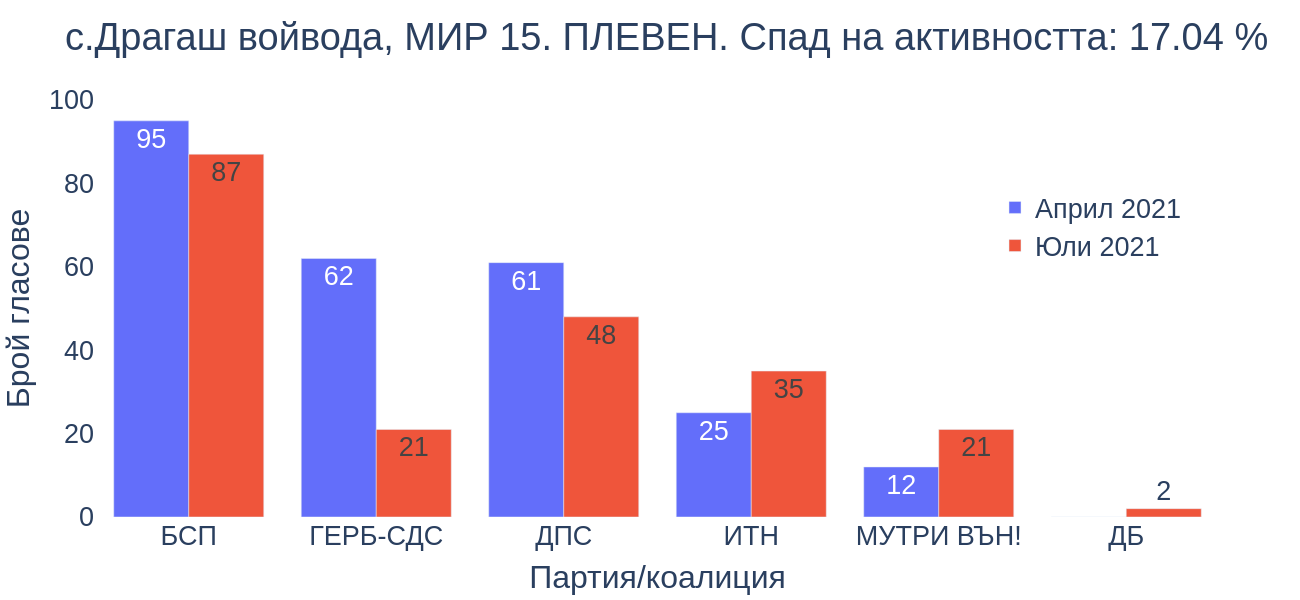 с.Драгаш войвода, МИР 15. ПЛЕВЕН. Спад на активността: 17.04 %
Брой гласове
100
80
60
40
20
0
95
87
62
21
61
48
25
35
12
21
2
Април 2021
Юли 2021
БСП
ГЕРБ-СДС
ДПС
ИТН
МУТРИ ВЪН!
ДБ
Партия/коалиция